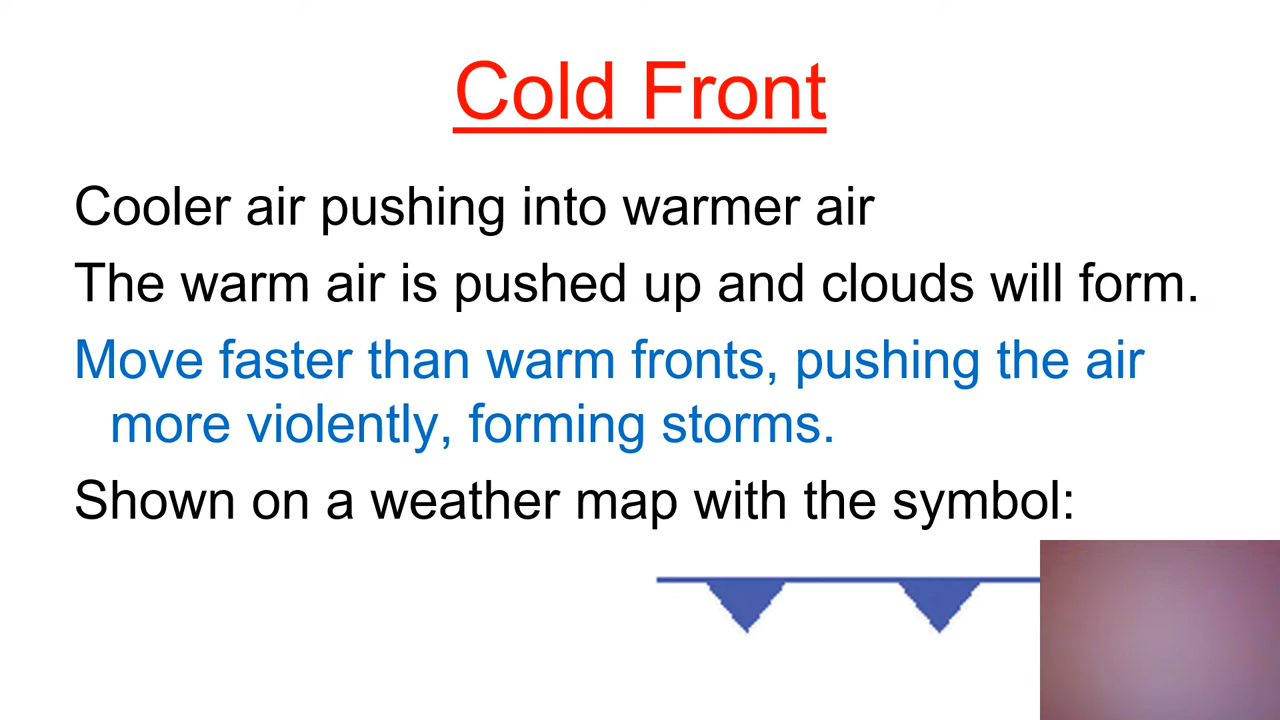 Cold Front
Cooler air pushing into warmer air
The warm air is pushed up and clouds will form.
Move faster than warm fronts, pushing the air
more violently, forming storms.
Shown on a weather map with the symbol: